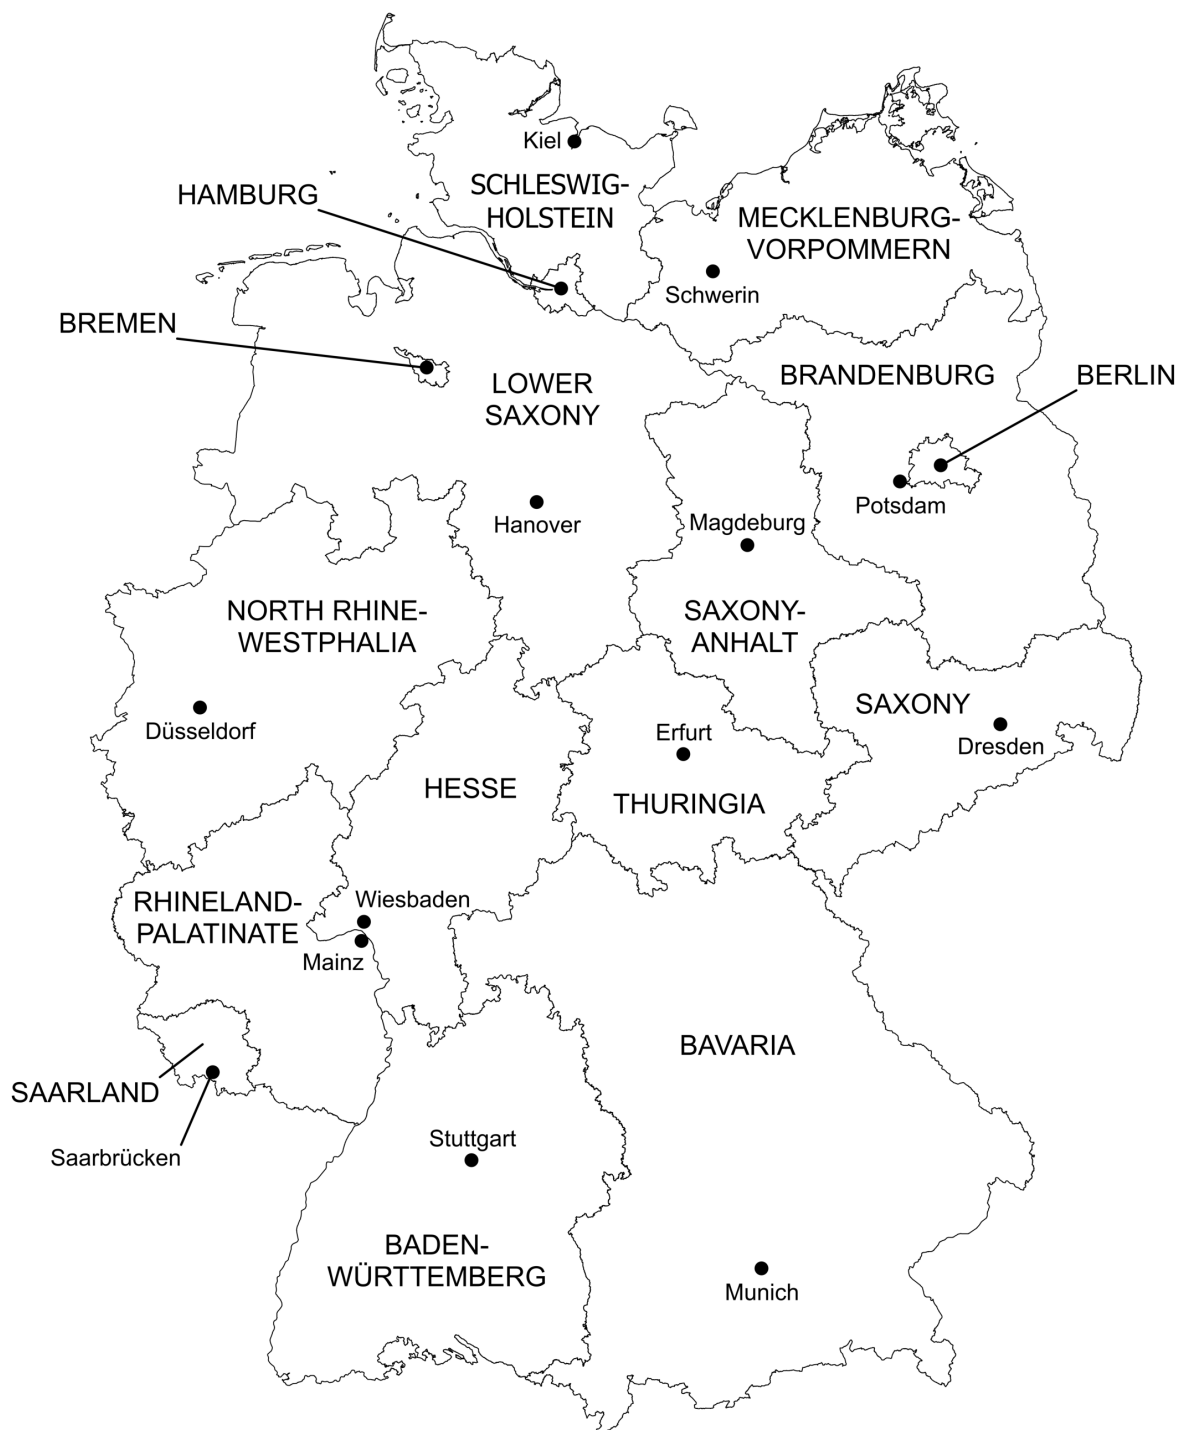 Kiel
SCHLESWIG-
HOLSTEIN
HAMBURG
MECKLENBURG-
VORPOMMERN
Schwerin
BREMEN
LOWER
SAXONY
BRANDENBURG
BERLIN
Potsdam
Hanover
Magdeburg
NORTH RHINE-
WESTPHALIA
SAXONY-
ANHALT
SAXONY
Düsseldorf
Erfurt
Dresden
HESSE
THURINGIA
RHINELAND-
PALATINATE
Wiesbaden
Mainz
BAVARIA
SAARLAND
Saarbrücken
Stuttgart
BADEN-
WÜRTTEMBERG
Munich